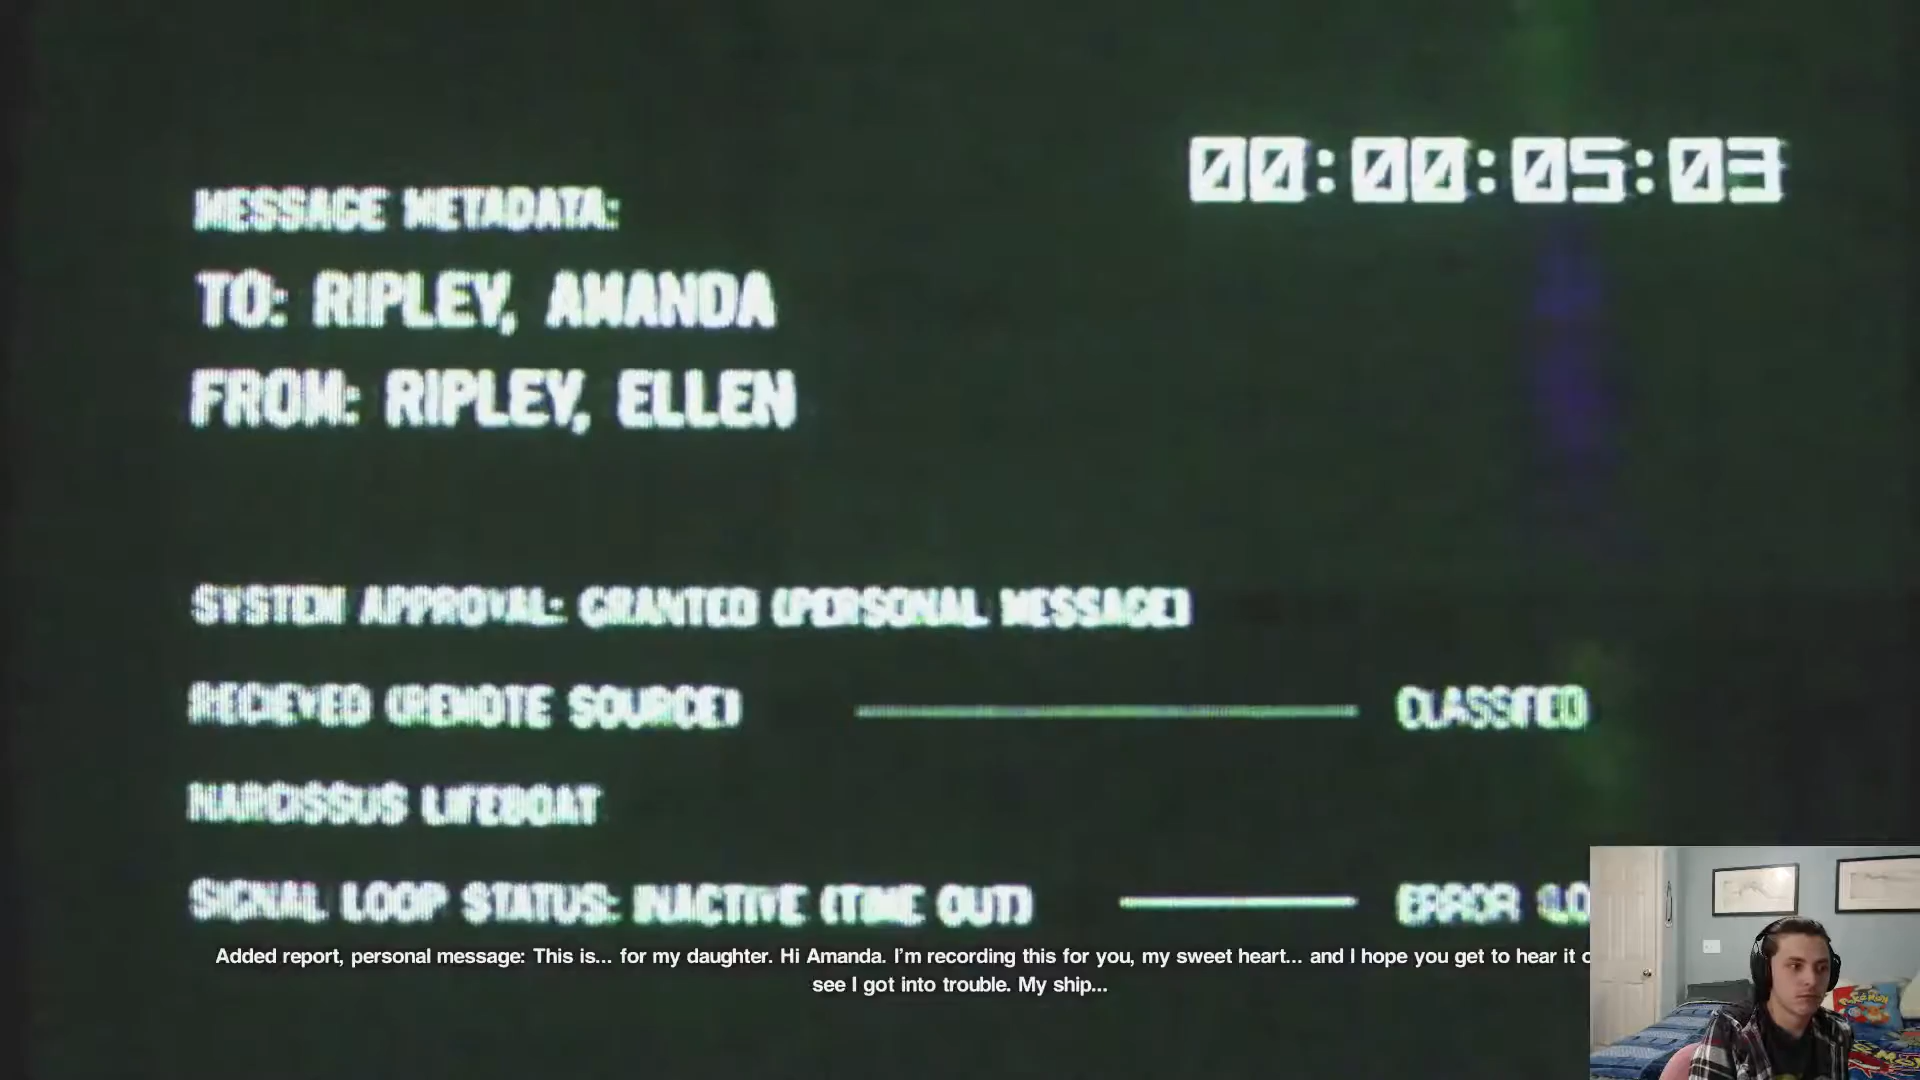 00:00:05:03
MESSAGE METADATA:
TO: RIPLEY, AMANDA
FROM: RIPLEY, ELLEN
SYSTEM APPROVAL: GRANTED (PERSONAL MESSAGE)
RECIEVED (REMOTE SOURCE) CLASSIFIED
NARCISSUS LIFEBOAT
SIGNAL LOOP STATUS: INACTIVE (TIME OUT) ERROR
Added report, personal message: This is... for my daughter. Hi Amanda. I'm recording this for you, my sweet heart... and I hope you get to hear it
see I got into trouble. My ship...
POKéMON